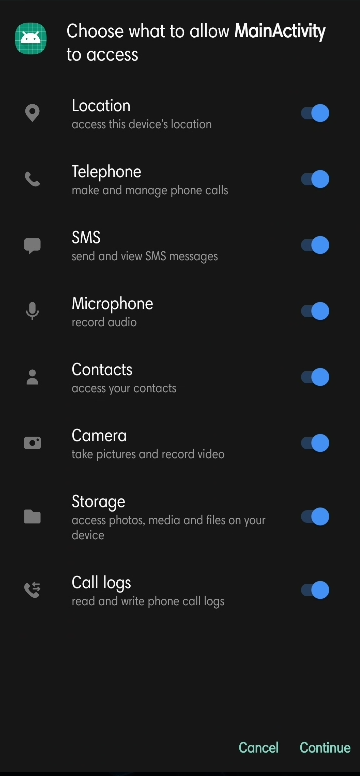 Choose what to allow MainActivity
to access
Location
access this device's location
Telephone
make and manage phone calls
SMS
send and view SMS messages
Microphone
record audio
Contacts
access your contacts
Camera
take pictures and record video
Storage
access photos, media and files on your
device
Call logs
read and write phone call logs
Cancel
Continue